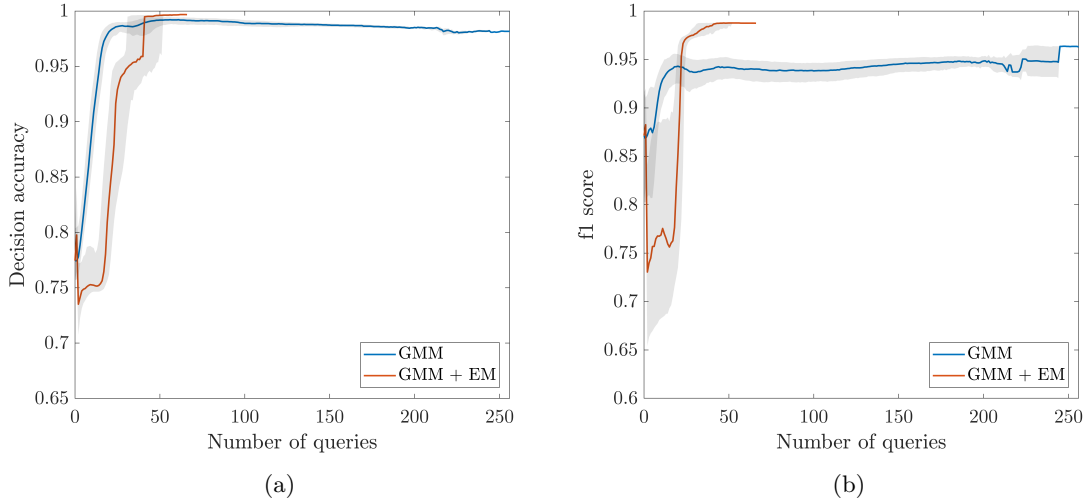 1
0.95
0.9
0.85
0.8
0.75
0.7
0.65
Decision accuracy
0 50 100 150 200 250
Number of queries
GMM
GMM + EM
(a)
1
0.95
0.9
0.85
0.8
0.75
0.7
0.65
0.6
f1 score
0 50 100 150 200 250
Number of queries
GMM
GMM + EM
(b)